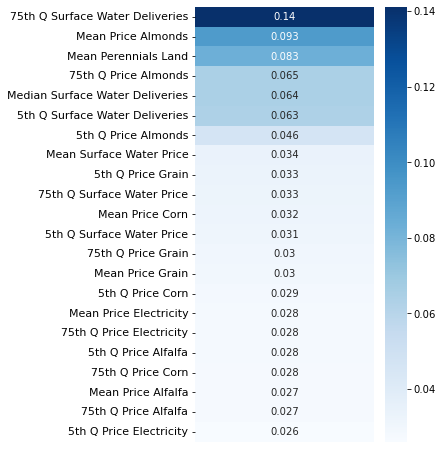 75th Q Surface Water Deliveries 0.14
Mean Price Almonds 0.093
Mean Perennials Land 0.083
75th Q Price Almonds 0.065
Median Surface Water Deliveries 0.064
5th Q Surface Water Deliveries 0.063
5th Q Price Almonds 0.046
Mean Surface Water Price 0.034
5th Q Price Grain 0.033
75th Q Surface Water Price 0.033
Mean Price Corn 0.032
5th Q Surface Water Price 0.031
75th Q Price Grain 0.03
Mean Price Grain 0.03
5th Q Price Corn 0.029
Mean Price Electricity 0.028
75th Q Price Electricity 0.028
5th Q Price Alfalfa 0.028
75th Q Price Corn 0.028
Mean Price Alfalfa 0.027
75th Q Price Alfalfa 0.027
5th Q Price Electricity 0.026
0.14
0.12
0.10
0.08
0.06
0.04